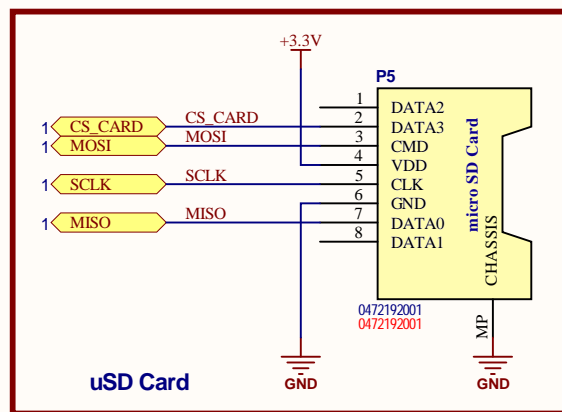 +3.3V
P5
1 DATA2
1 CS_CARD CS_CARD 2 DATA3
1 MOSI MOSI 3 CMD
4 VDD
1 SCLK SCLK 5 CLK
6 GND
1 MISO MISO 7 DATA0
8 DATA1
micro SD Card
CHASSIS
0472192001
0472192001
MP
uSD Card
GND
GND